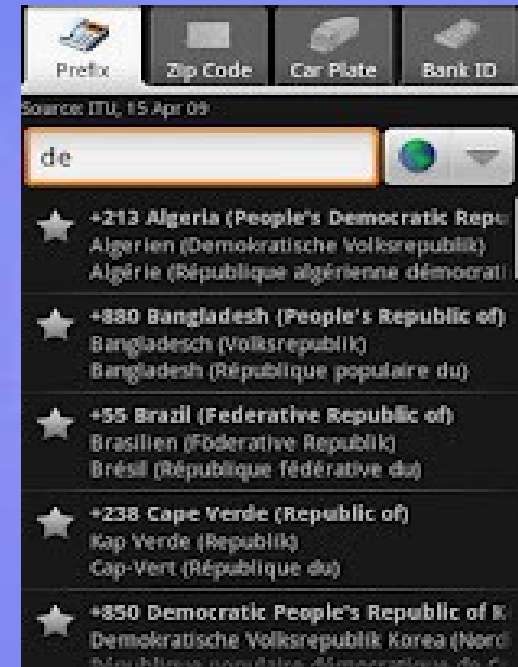 Prefix
Zip Code
Car Plate
Bank ID
Source: ITU, 15 Apr 09
de
+213 Algeria (People's Democratic Repu
Algerien (Demokratische Volksrepublik)
Algérie (République algérienne démocrati
+880 Bangladesh (People's Republic of)
Bangladesch (Volksrepublik)
Bangladesh (République populaire du)
+55 Brazil (Federative Republic of)
Brasilien (Föderative Republik)
Brésil (République fédérative du)
+238 Cape Verde (Republic of)
Kap Verde (Republik)
Cap-Vert (République du)
+850 Democratic People's Republic of K
Demokratische Volksrepublik Korea (Nord